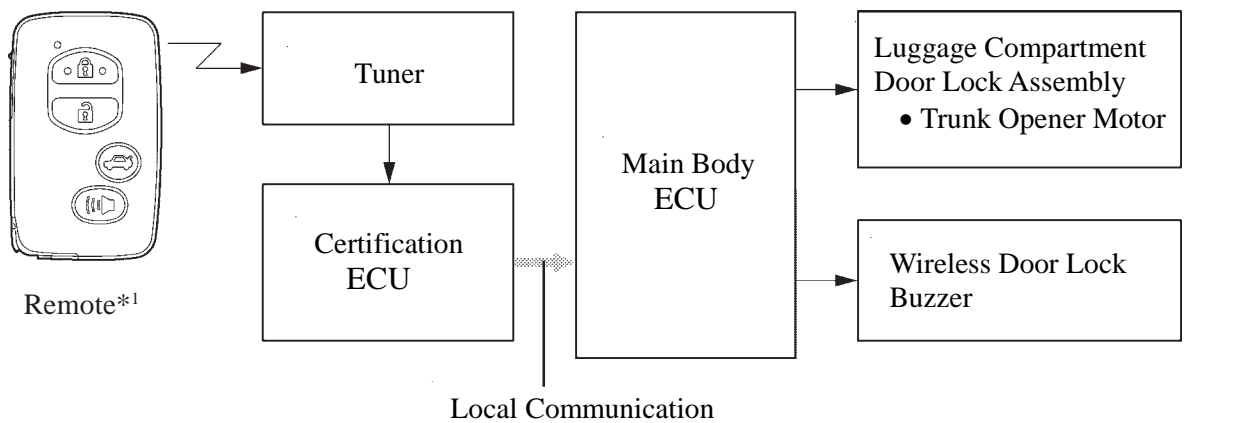 Tuner
Certification
ECU
Main Body
ECU
Luggage Compartment
Door Lock Assembly
• Trunk Opener Motor
Wireless Door Lock
Buzzer
Remote*1
Local Communication